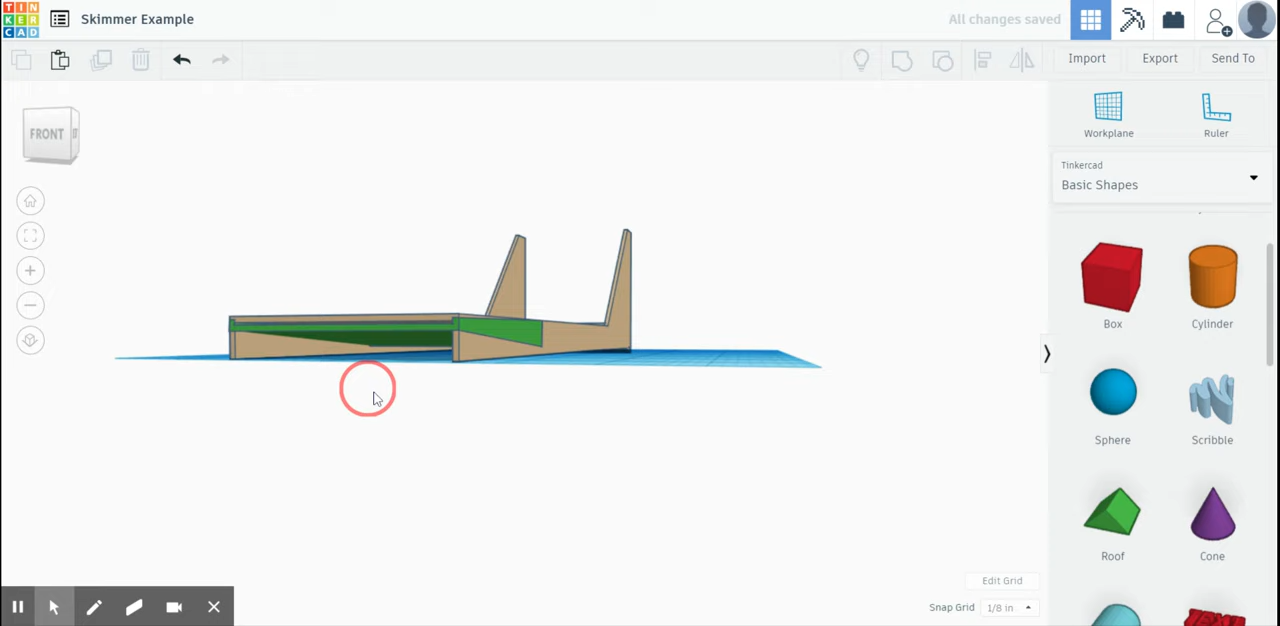 TIN
KER
CAD
Skimmer Example
All changes saved
Import
Export
Send To
FRONT
Workplane
Ruler
Tinkercad
Basic Shapes
Box
Cylinder
Sphere
Scribble
Roof
Cone
Edit Grid
Snap Grid
1/8 in